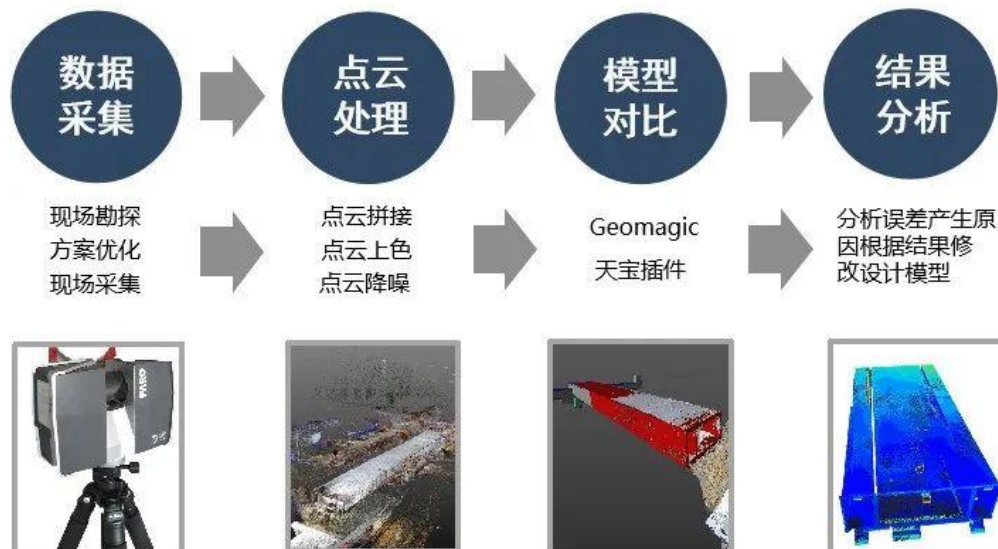 数据
采集
点云
处理
模型
对比
结果
分析
现场勘探
方案优化
现场采集
点云拼接
点云上色
点云降噪
Geomagic
天宝插件
分析误差产生原
因根据结果修
改设计模型
FARO